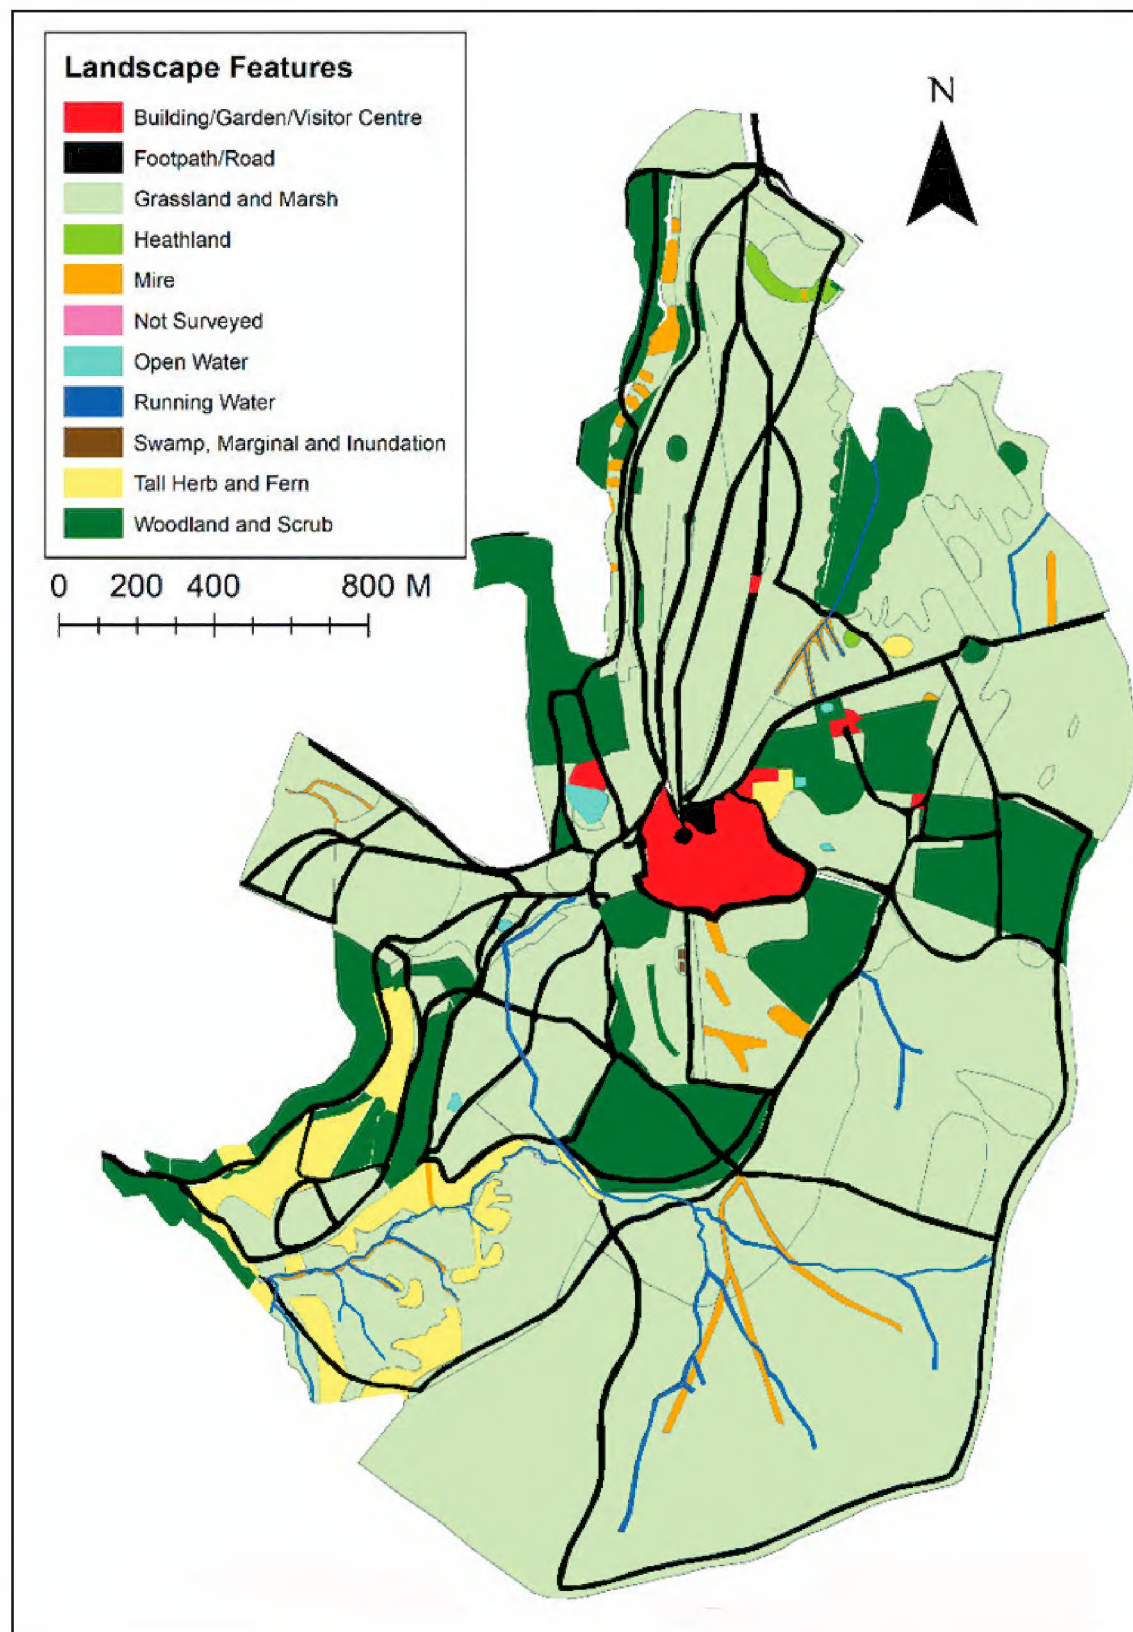 Landscape Features
Building/Garden/Visitor Centre
Footpath/Road
Grassland and Marsh
Heathland
Mire
Not Surveyed
Open Water
Running Water
Swamp, Marginal and Inundation
Tall Herb and Fern
Woodland and Scrub
0 200 400 800 M
N